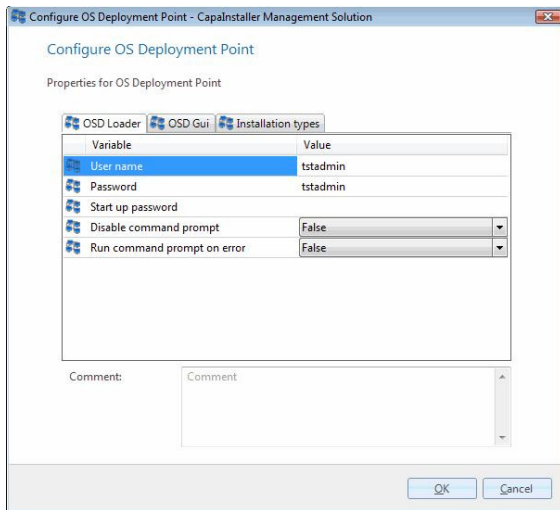 Configure OS Deployment Point - CapaInstaller Management Solution
Configure OS Deployment Point
Properties for OS Deployment Point
OSD Loader OSD Gui Installation types
Variable Value
User name tstadmin
Password tstadmin
Start up password
Disable command prompt False
Run command prompt on error False
Comment: Comment
OK Cancel